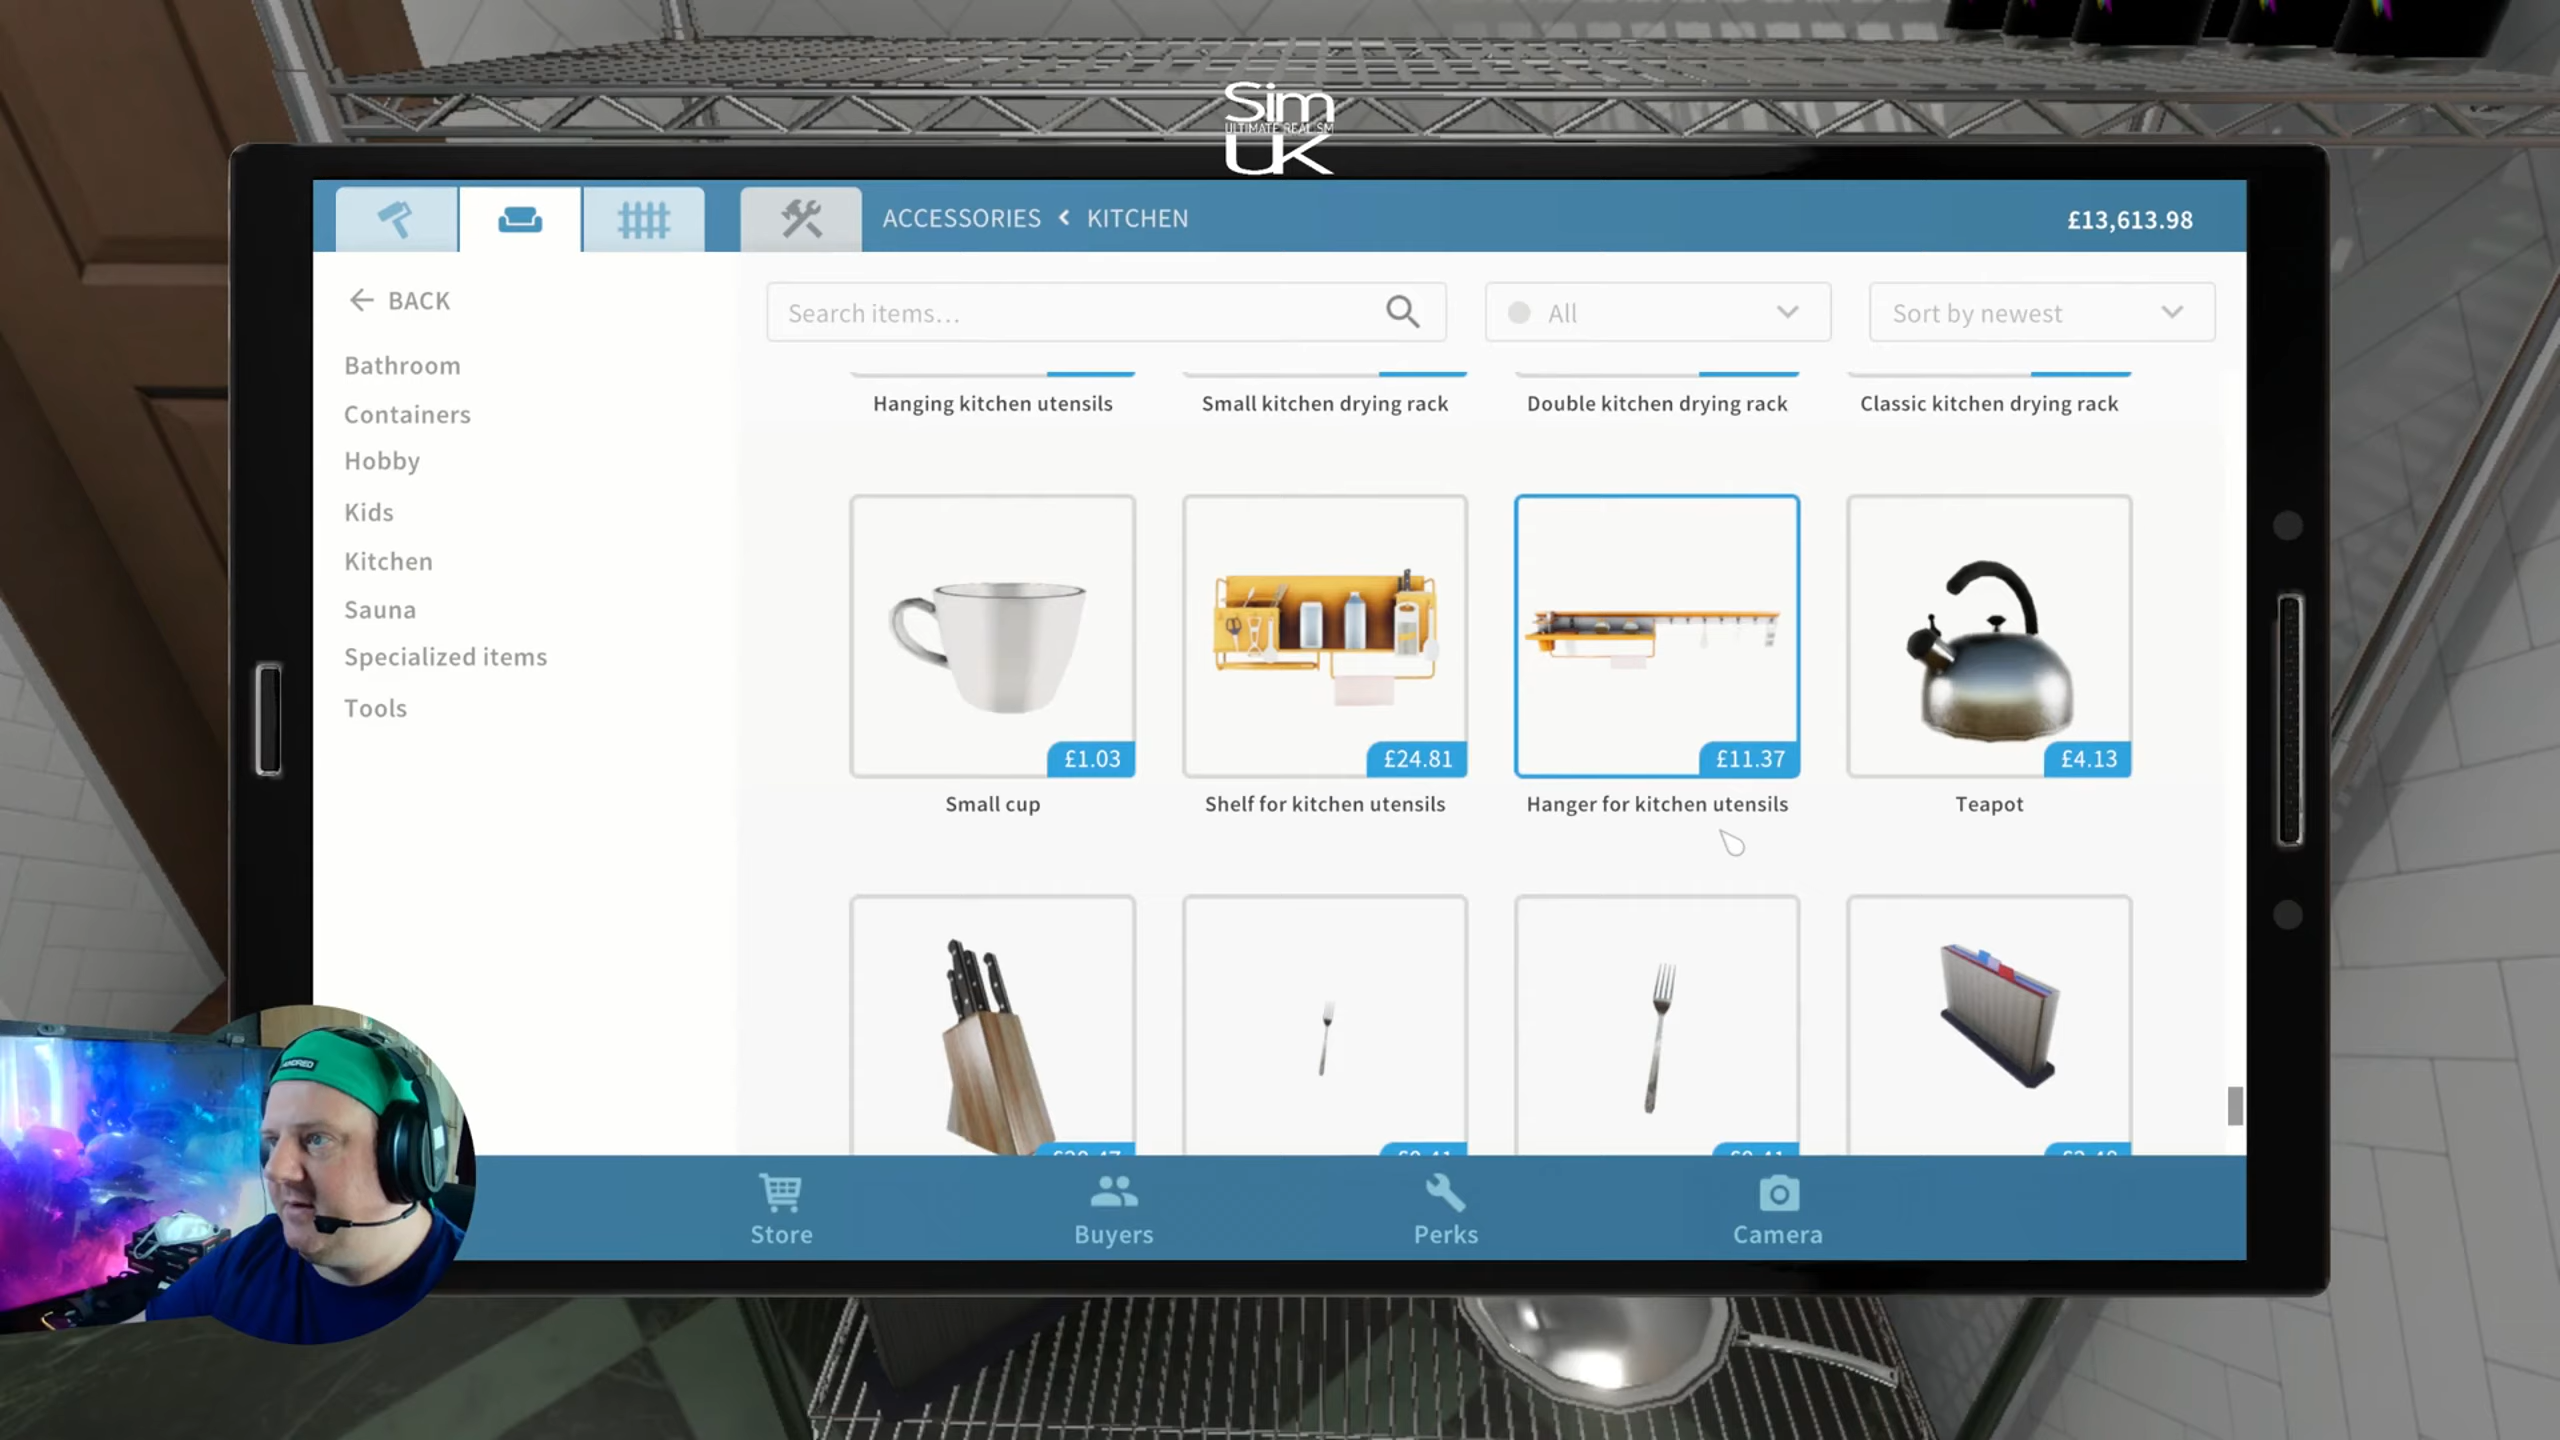 Sim
ULTIMATE REALISM
UK
ACCESSORIES < KITCHEN
£13,613.98
BACK
Search items...
All
Sort by newest
Bathroom
Containers
Hobby
Kids
Kitchen
Sauna
Specialized items
Tools
Hanging kitchen utensils
Small kitchen drying rack
Double kitchen drying rack
Classic kitchen drying rack
£1.03
£24.81
£11.37
£4.13
Small cup
Shelf for kitchen utensils
Hanger for kitchen utensils
Teapot
Store
Buyers
Perks
Camera